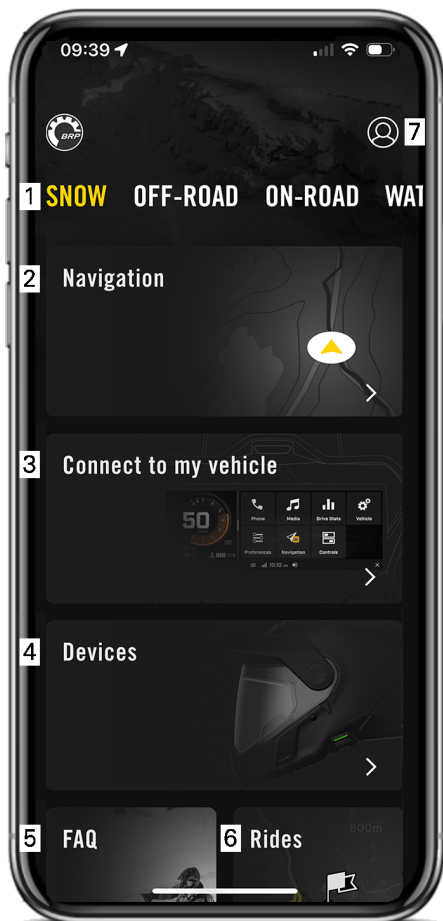 09:39
BRP
7
1 SNOW OFF-ROAD ON-ROAD WAT
2 Navigation
3 Connect to my vehicle
50
Phone Media Drive Stats Vehicle
Preferences Navigation Controls
10:10
4 Devices
5 FAQ
6 Rides
800m